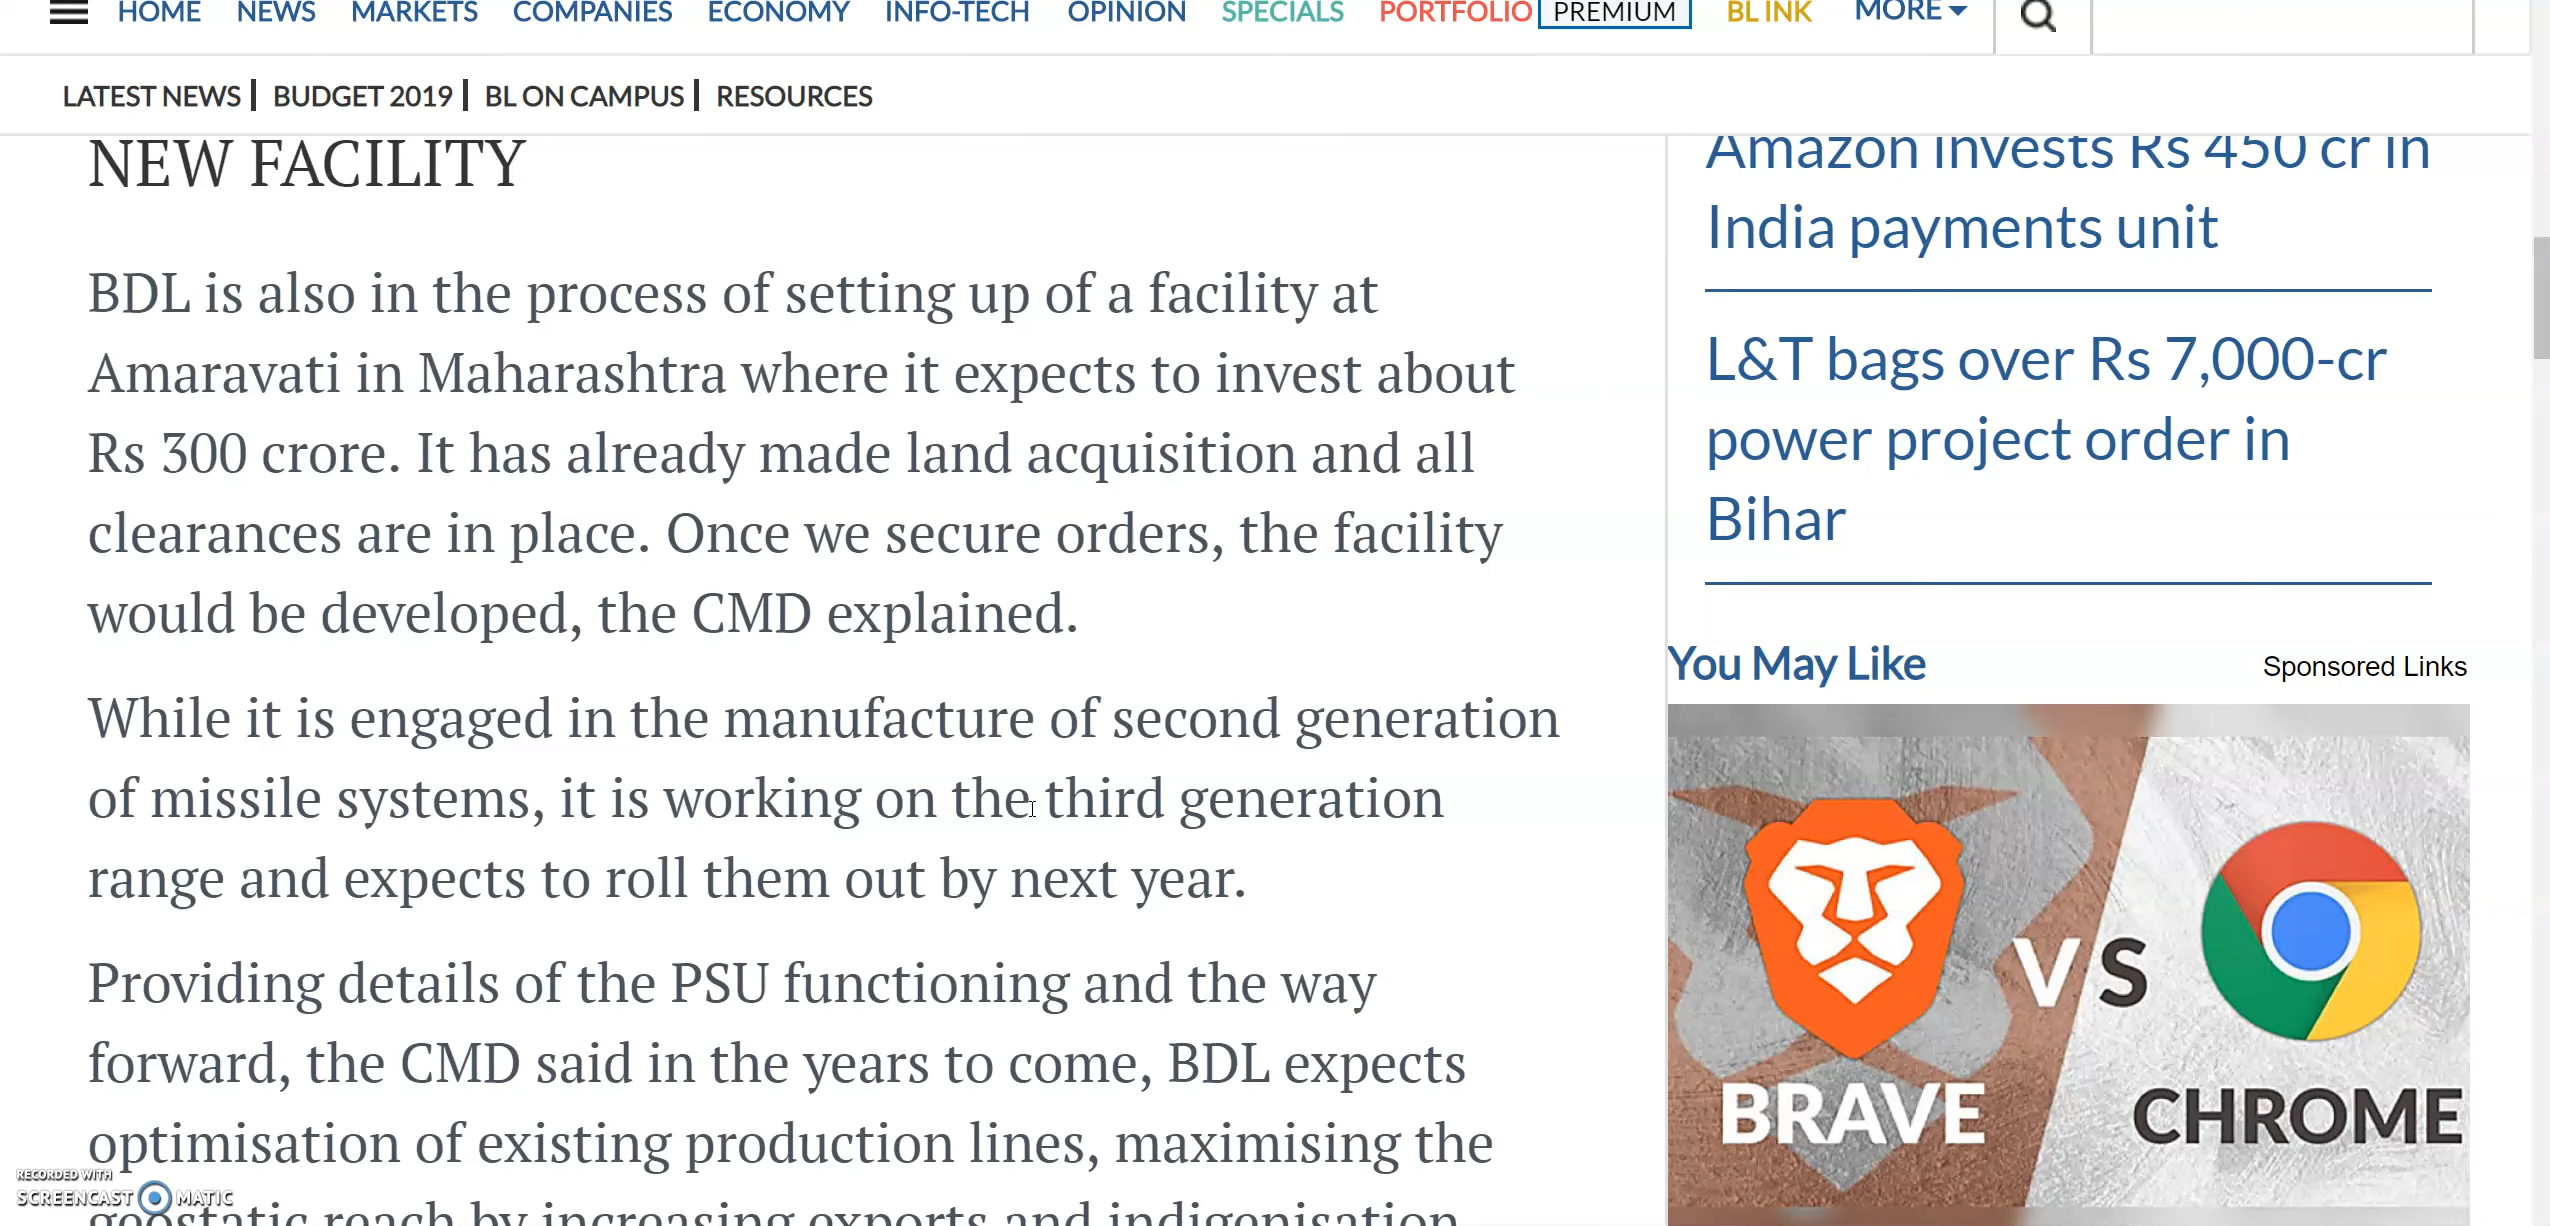 HOME NEWS MARKETS COMPANIES ECONOMY INFO-TECH OPINION SPECIALS PORTFOLIO PREMIUM BLINK MORE
LATEST NEWS | BUDGET 2019 | BL ON CAMPUS | RESOURCES
NEW FACILITY
BDL is also in the process of setting up of a facility at
Amaravati in Maharashtra where it expects to invest about
Rs 300 crore. It has already made land acquisition and all
clearances are in place. Once we secure orders, the facility
would be developed, the CMD explained.
While it is engaged in the manufacture of second generation
of missile systems, it is working on the third generation
range and expects to roll them out by next year.
Providing details of the PSU functioning and the way
forward, the CMD said in the years to come, BDL expects
optimisation of existing production lines, maximising the
geostatic reach by increasing exports and indigenisation
Amazon invests Rs 450 cr in
India payments unit
L&T bags over Rs 7,000-cr
power project order in
Bihar
You May Like
Sponsored Links
VS
BRAVE
CHROME
RECORDED WITH
SCREENCAST MATIC